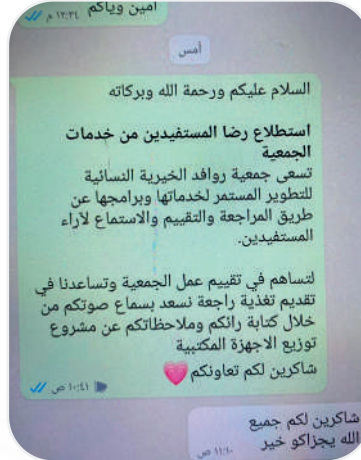 آمين وياكم
١٢:٣٤ م
أمس
السلام عليكم ورحمة الله وبركاته
استطلاع رضا المستفيدين من خدمات
الجمعية
تسعى جمعية روافد الخيرية النسائية
للتطوير المستمر لخدماتها وبرامجها عن
طريق المراجعة والتقييم والاستماع لآراء
المستفيدين.
لتساهم في تقييم عمل الجمعية وتساعدنا في
تقديم تغذية راجعة نسعد بسماع صوتكم من
خلال كتابة رائكم وملاحظاتكم عن مشروع
توزيع الاجهزة المكتبية
شاكرين لكم تعاونكم
١٠:٤١ ص
شاكرين لكم جميع
الله يجزاكو خير
١١:١٠ ص